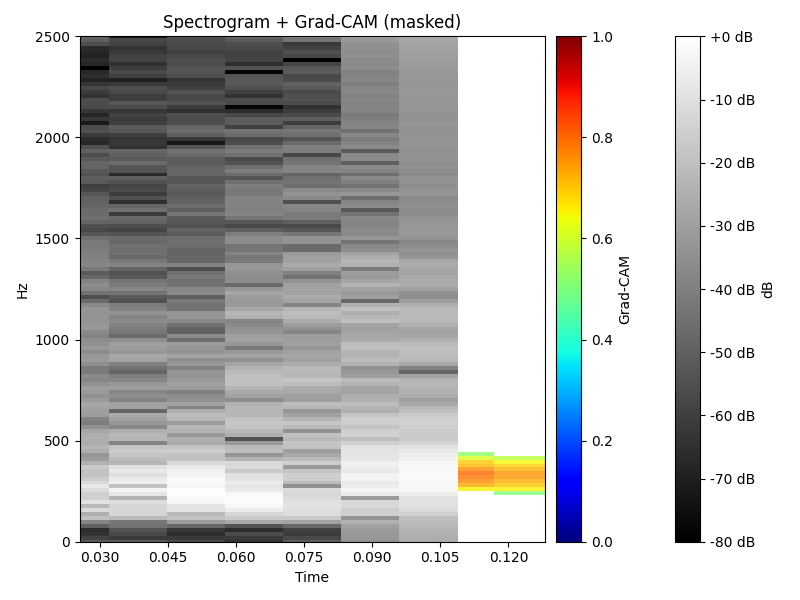 Spectrogram + Grad-CAM (masked)
2500
2000
1500
1000
500
0
Hz
0.030
0.045
0.060
0.075
0.090
0.105
0.120
Time
1.0
0.8
0.6
0.4
0.2
0.0
Grad-CAM
+0 dB
-10 dB
-20 dB
-30 dB
-40 dB
-50 dB
-60 dB
-70 dB
-80 dB
dB